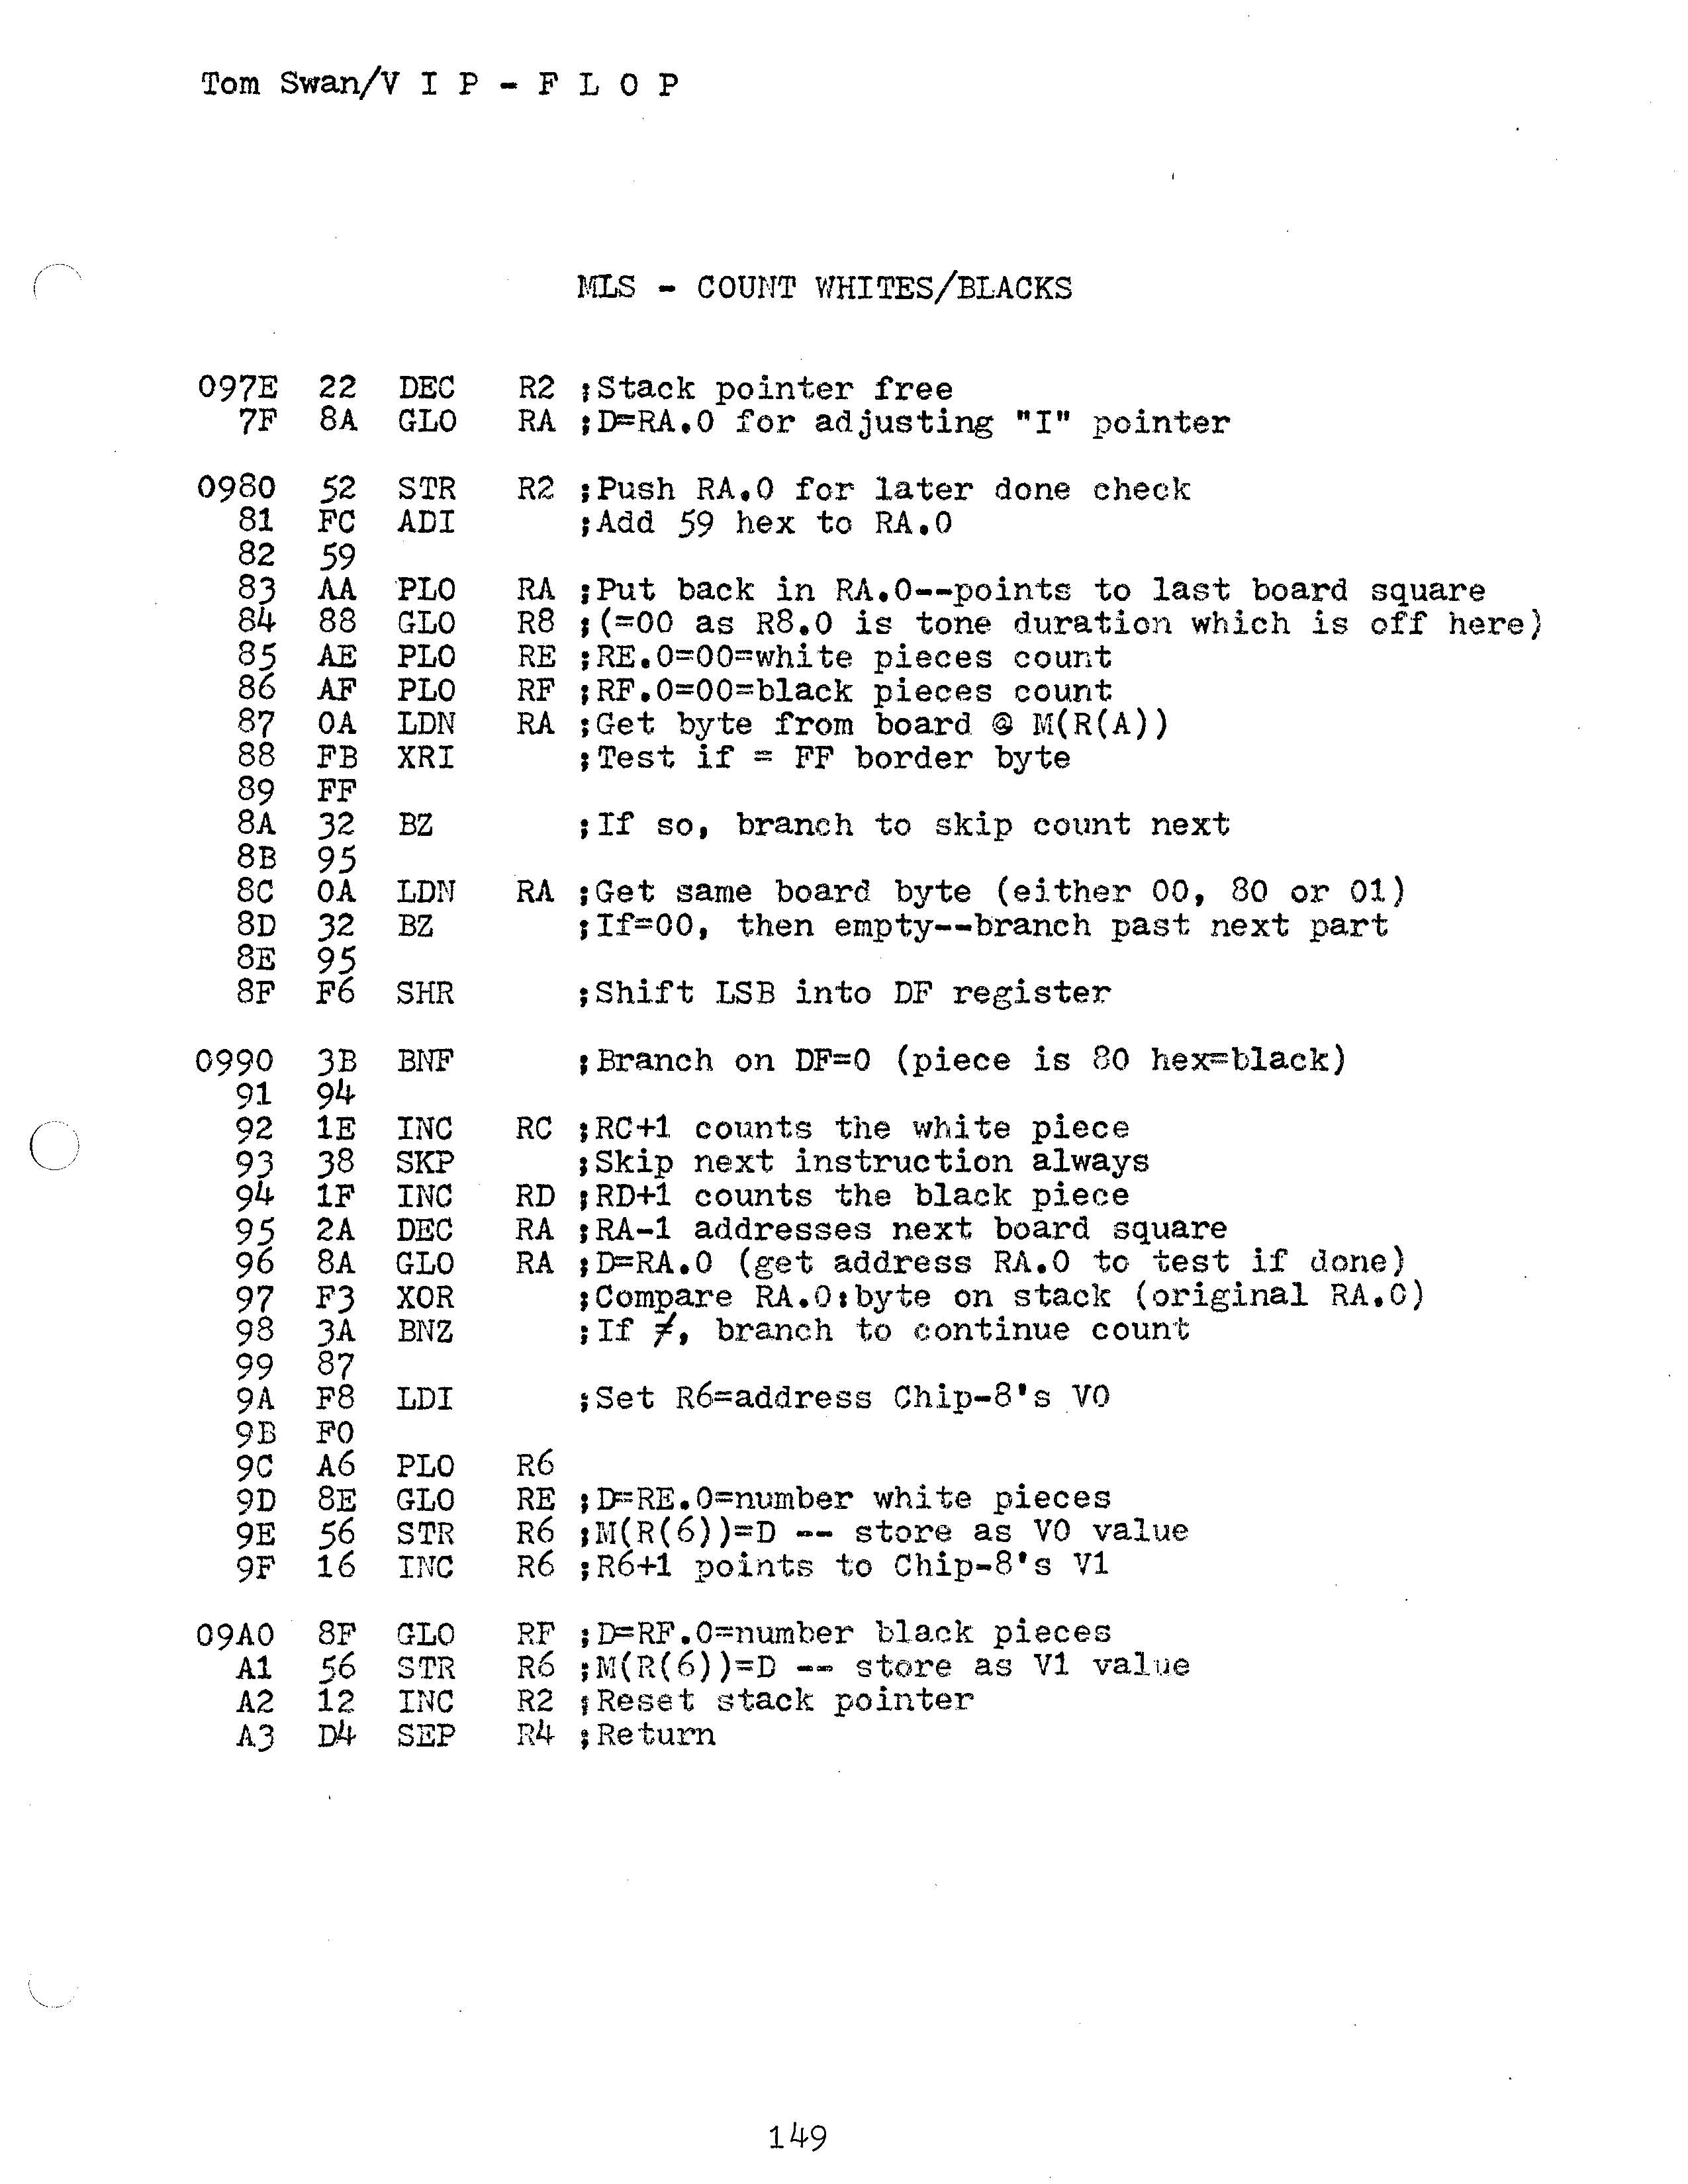 Tom Swan/V I P - F L O P
MLS - COUNT WHITES/BLACKS
097E 22 DEC R2 ;Stack pointer free
7F 8A GLO RA ;D=RA.0 for adjusting "I" pointer
0980 52 STR R2 ;Push RA.0 for later done check
81 FC ADI ;Add 59 hex to RA.0
82 59
83 AA PLO RA ;Put back in RA.0--points to last board square
84 88 GLO R8 ;(=00 as R8.0 is tone duration which is off here)
85 AE PLO RE ;RE.0=00=white pieces count
86 AF PLO RF ;RF.0=00=black pieces count
87 0A LDN RA ;Get byte from board @ M(R(A))
88 FB XRI ;Test if = FF border byte
89 FF
8A 32 BZ ;If so, branch to skip count next
8B 95
8C 0A LDN RA ;Get same board byte (either 00, 80 or 01)
8D 32 BZ ;If=00, then empty--branch past next part
8E 95
8F F6 SHR ;Shift LSB into DF register
0990 3B BNF ;Branch on DF=0 (piece is 80 hex=black)
91 94
92 1E INC RC ;RC+1 counts the white piece
93 38 SKP ;Skip next instruction always
94 1F INC RD ;RD+1 counts the black piece
95 2A DEC RA ;RA-1 addresses next board square
96 8A GLO RA ;D=RA.0 (get address RA.0 to test if done)
97 F3 XOR ;Compare RA.0:byte on stack (original RA.0)
98 3A BNZ ;If ≠, branch to continue count
99 87
9A F8 LDI ;Set R6=address Chip-8's V0
9B F0
9C A6 PLO R6
9D 8E GLO RE ;D=RE.0=number white pieces
9E 56 STR R6 ;M(R(6))=D -- store as V0 value
9F 16 INC R6 ;R6+1 points to Chip-8's V1
09A0 8F GLO RF ;D=RF.0=number black pieces
A1 56 STR R6 ;M(R(6))=D -- store as V1 value
A2 12 INC R2 ;Reset stack pointer
A3 D4 SEP R4 ;Return
149